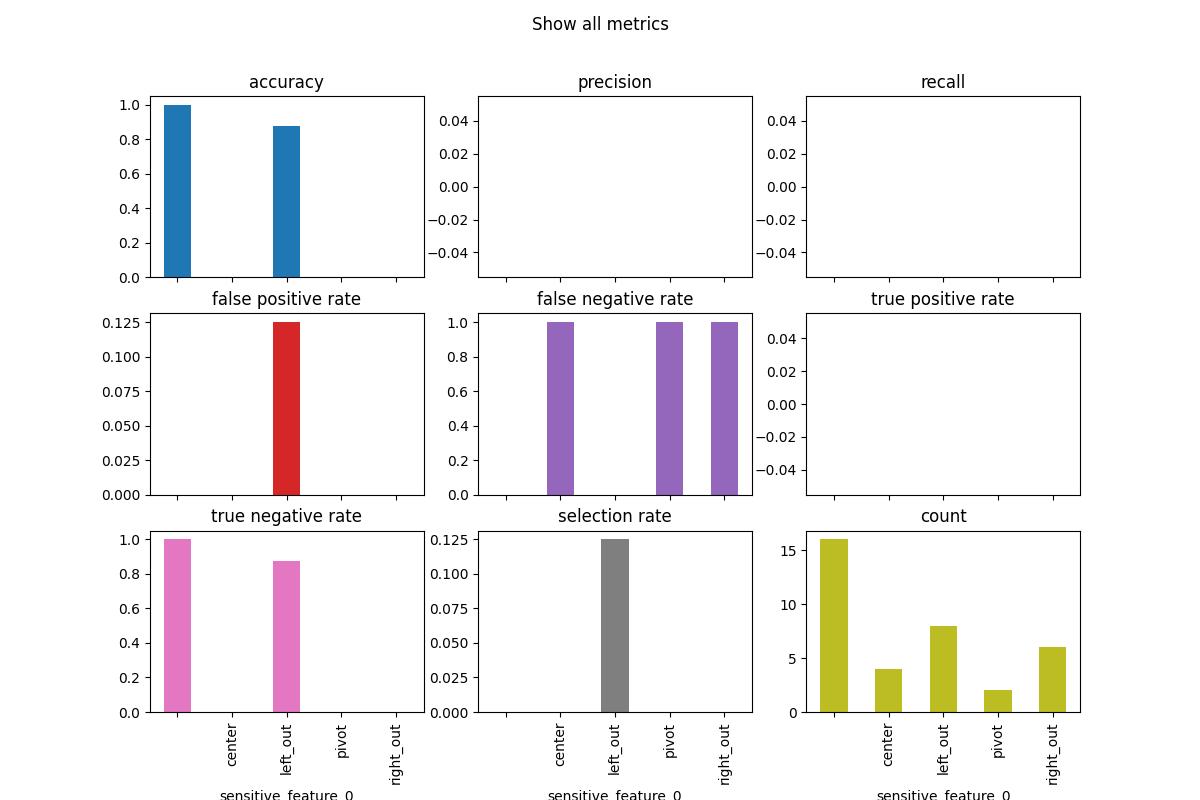 Show all metrics
accuracy
precision
recall
1.0
0.8
0.6
0.4
0.2
0.0
0.04
0.02
0.00
−0.02
−0.04
0.04
0.02
0.00
−0.02
−0.04
false positive rate
false negative rate
true positive rate
0.125
0.100
0.075
0.050
0.025
0.000
1.0
0.8
0.6
0.4
0.2
0.0
0.04
0.02
0.00
−0.02
−0.04
true negative rate
selection rate
count
1.0
0.8
0.6
0.4
0.2
0.0
0.125
0.100
0.075
0.050
0.025
0.000
15
10
5
0
center
left_out
pivot
right_out
center
left_out
pivot
right_out
center
left_out
pivot
right_out
sensitive_feature_0
sensitive_feature_0
sensitive_feature_0